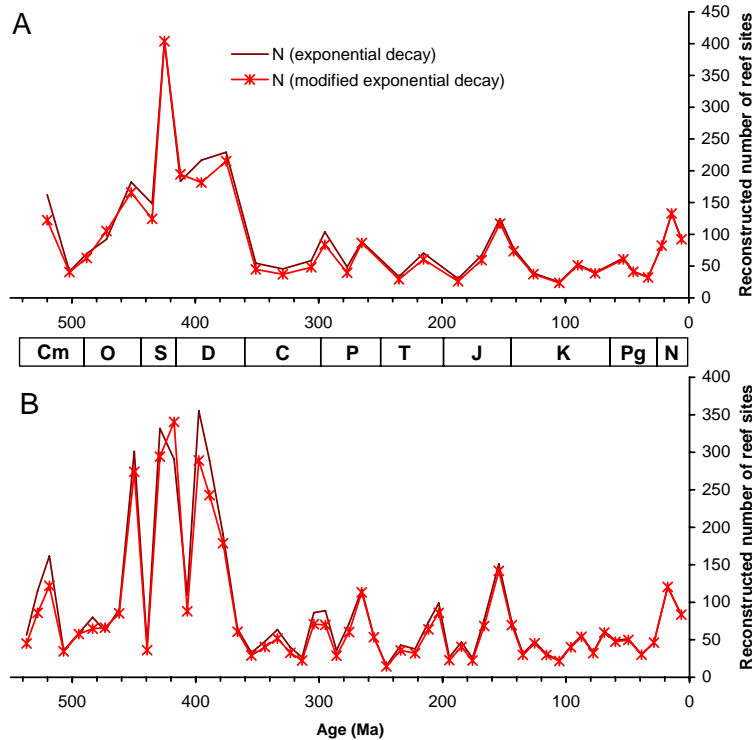 A
N (exponential decay)
N (modified exponential decay)
450
400
350
300
250
200
150
100
50
0
Reconstructed number of reef sites
500 400 300 200 100 0
Cm O S D C P T J K Pg N
B
400
350
300
250
200
150
100
50
0
Reconstructed number of reef sites
500 400 300 200 100 0
Age (Ma)